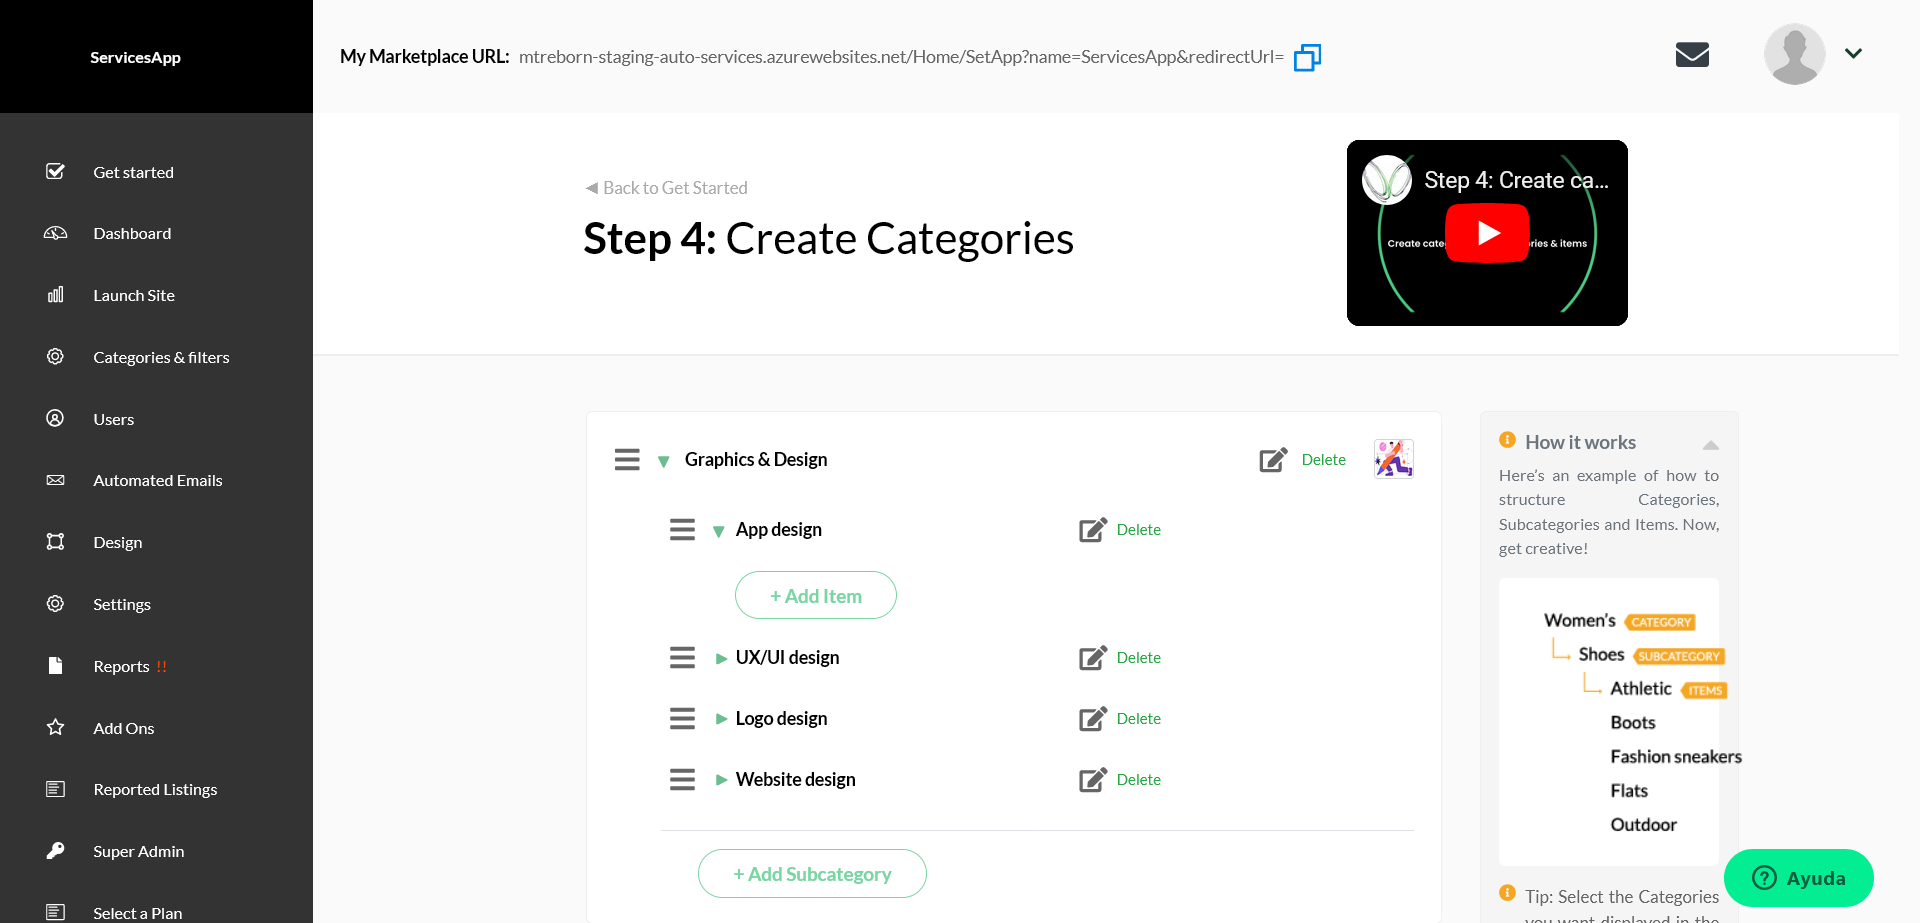 ServicesApp
My Marketplace URL: mtreborn-staging-auto-services.azurewebsites.net/Home/SetApp?name=ServicesApp&redirectUrl=
Get started
Dashboard
Launch Site
Categories & filters
Users
Automated Emails
Design
Settings
Reports !!
Add Ons
Reported Listings
Super Admin
Select a Plan
◀ Back to Get Started
Step 4: Create Categories
Step 4: Create ca...
Graphics & Design
Delete
App design
Delete
+ Add Item
UX/UI design
Delete
Logo design
Delete
Website design
Delete
+ Add Subcategory
How it works
Here's an example of how to
structure Categories,
Subcategories and Items. Now,
get creative!
Women's CATEGORY
Shoes SUBCATEGORY
Athletic ITEMS
Boots
Fashion sneakers
Flats
Outdoor
Tip: Select the Categories
you want displayed in the
Ayuda